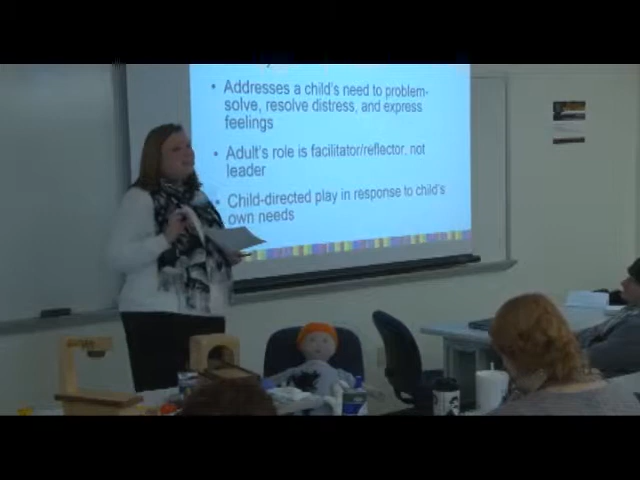 • Addresses a child's need to problem-
solve, resolve distress, and express
feelings
• Adult's role is facilitator/reflector, not
leader
• Child-directed play in response to child's
own needs